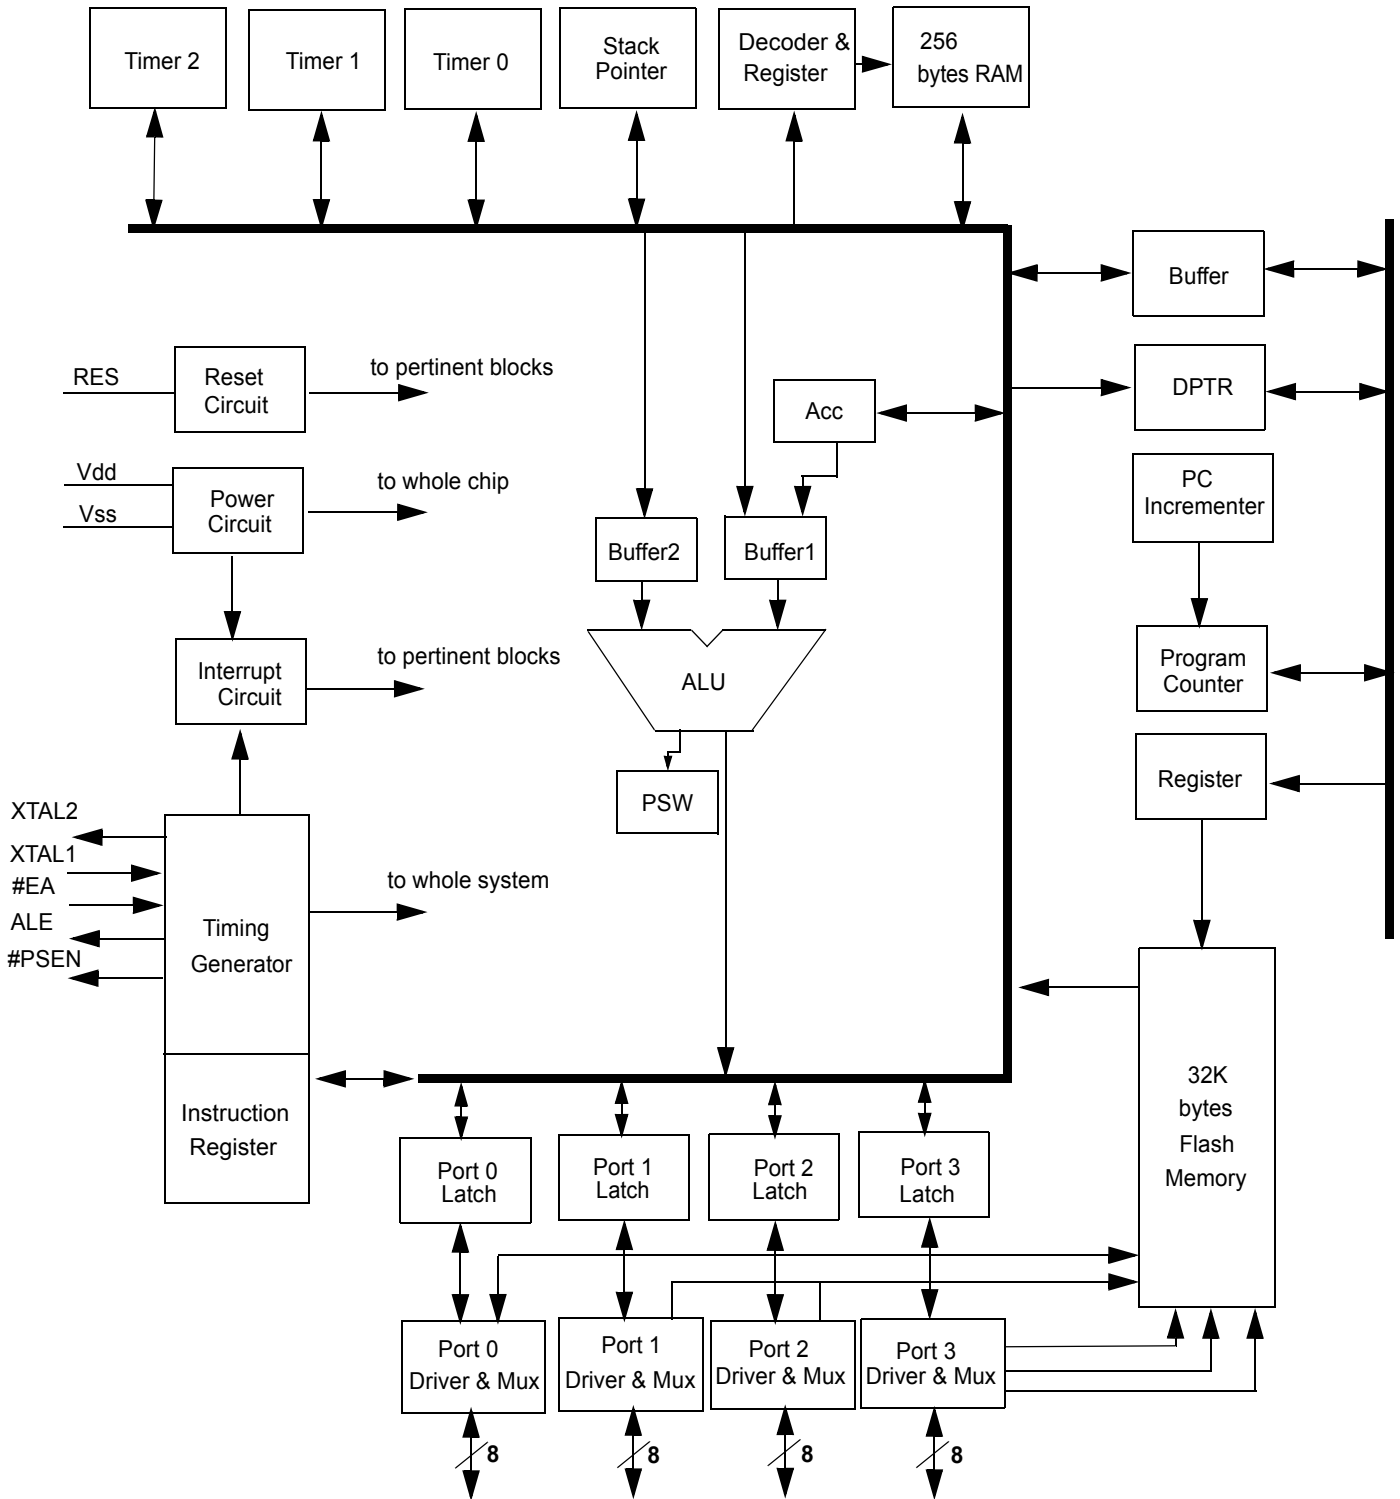 Timer 2
Timer 1
Timer 0
Stack
Pointer
Decoder &
Register
256
bytes RAM
Buffer
DPTR
PC
Incrementer
Program
Counter
Register
RES
Reset
Circuit
to pertinent blocks
Vdd
Vss
Power
Circuit
to whole chip
Interrupt
Circuit
to pertinent blocks
Acc
Buffer2
Buffer1
ALU
PSW
XTAL2
XTAL1
#EA
ALE
#PSEN
Timing
Generator
to whole system
Instruction
Register
32K
bytes
Flash
Memory
Port 0
Latch
Port 1
Latch
Port 2
Latch
Port 3
Latch
Port 0
Driver & Mux
Port 1
Driver & Mux
Port 2
Driver & Mux
Port 3
Driver & Mux
8
8
8
8